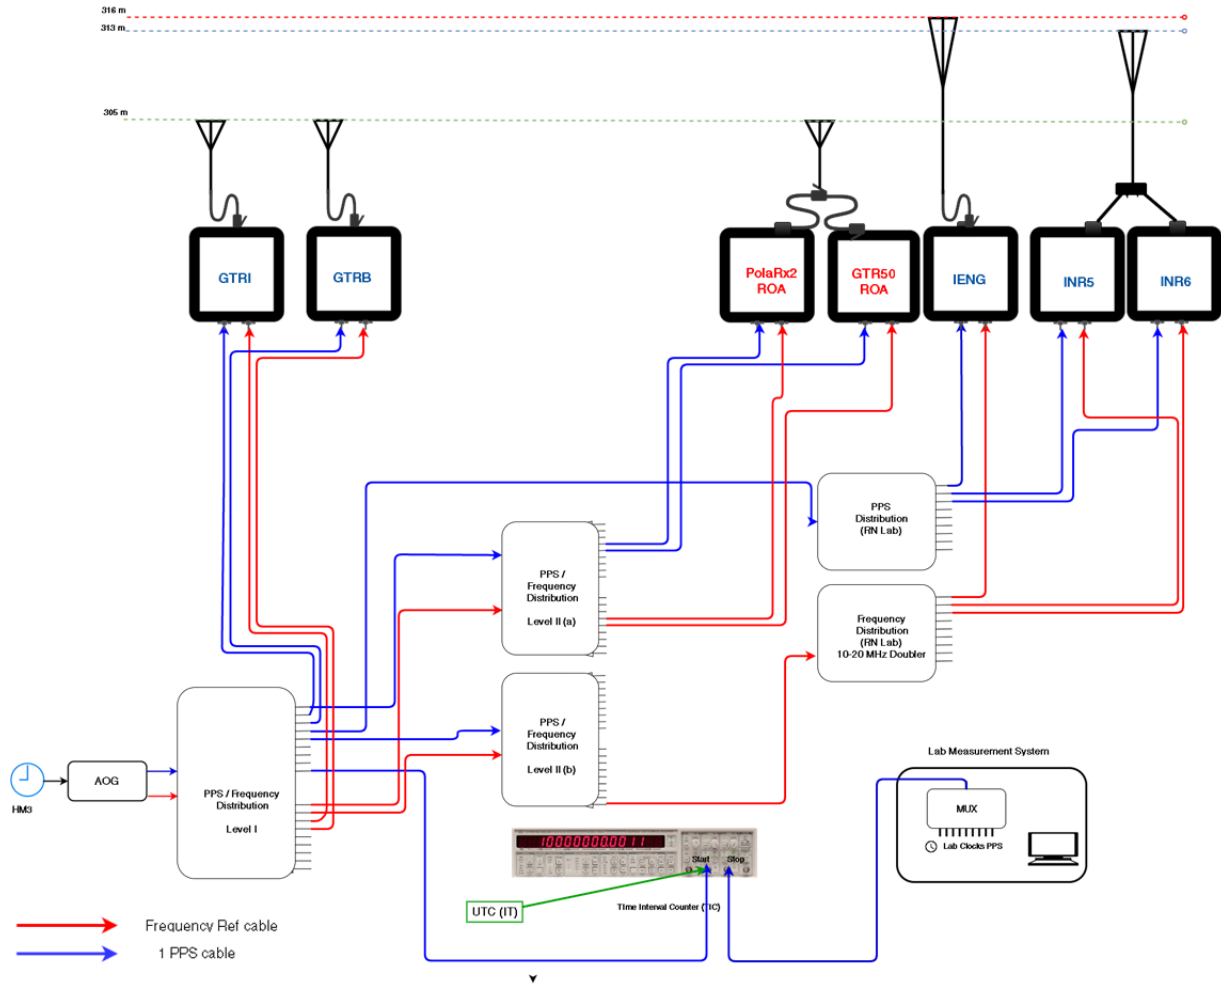 316 m
313 m
305 m
GTRI
GTRB
PolaRx2
ROA
GTR50
ROA
IENG
INR5
INR6
PPS
Distribution
(RN Lab)
PPS /
Frequency
Distribution
Level II (a)
Frequency
Distribution
(RN Lab)
10-20 MHz Doubler
PPS /
Frequency
Distribution
Level II (b)
HM3
AOG
PPS / Frequency
Distribution
Level I
Lab Measurement System
MUX
Lab Clocks PPS
Start
Stop
UTC (IT)
Time Interval Counter (TIC)
Frequency Ref cable
1 PPS cable